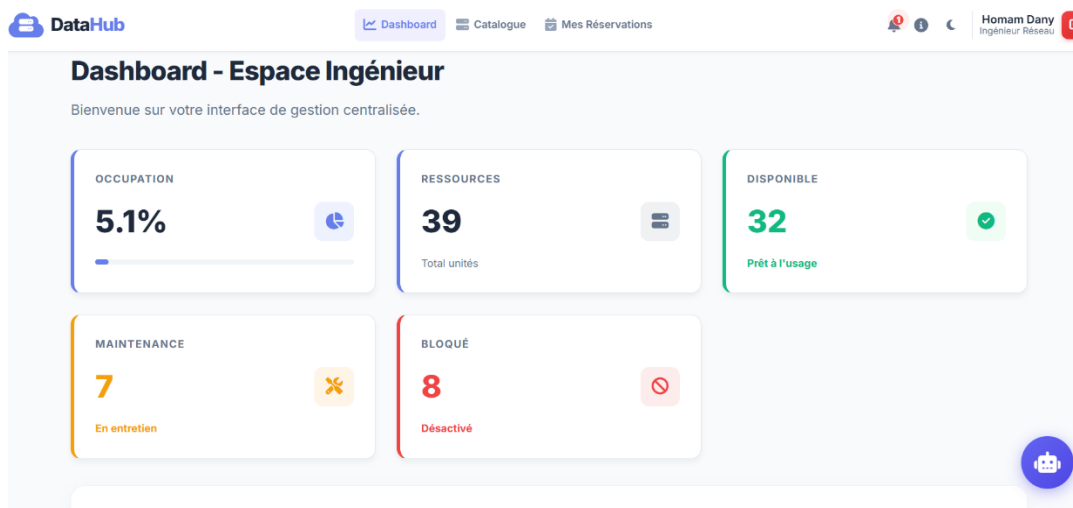 DataHub
Dashboard
Catalogue
Mes Réservations
1
Homam Dany
Ingénieur Réseau
Dashboard - Espace Ingénieur
Bienvenue sur votre interface de gestion centralisée.
OCCUPATION
5.1%
RESSOURCES
39
Total unités
DISPONIBLE
32
Prêt à l'usage
MAINTENANCE
7
En entretien
BLOQUÉ
8
Désactivé